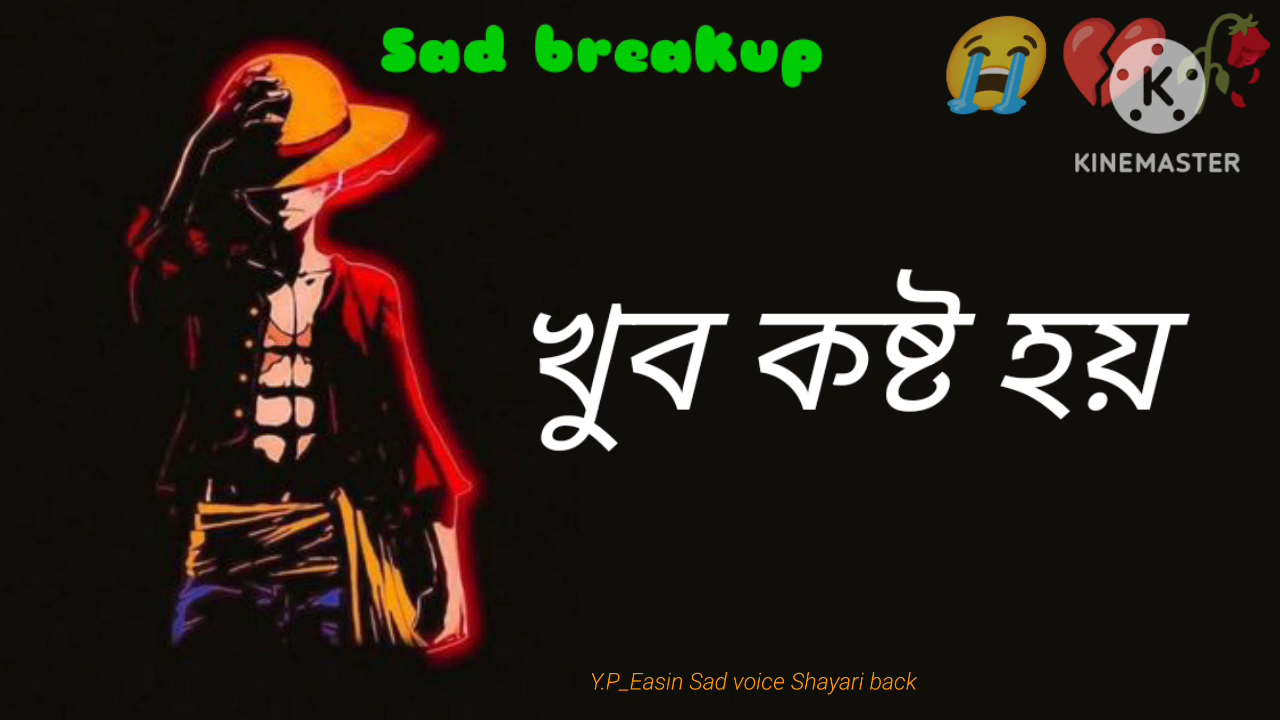 Sad breakup
K
KINEMASTER
খুব কষ্ট হয়
Y.P_Easin Sad voice Shayari back